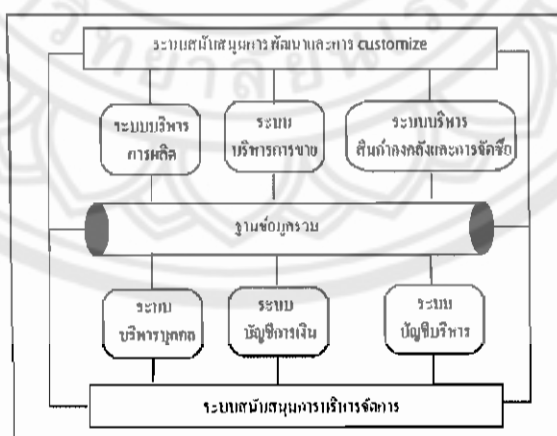 ระบบสนับสนุนการพัฒนาและการ customize
ระบบบริหาร
การผลิต
ระบบ
บริหารการขาย
ระบบบริหาร
สินค้าคงคลังและการจัดซื้อ
ฐานข้อมูลรวม
ระบบ
บริหารบุคคล
ระบบ
บัญชีการเงิน
ระบบ
บัญชีบริหาร
ระบบสนับสนุนการบริหารจัดการ